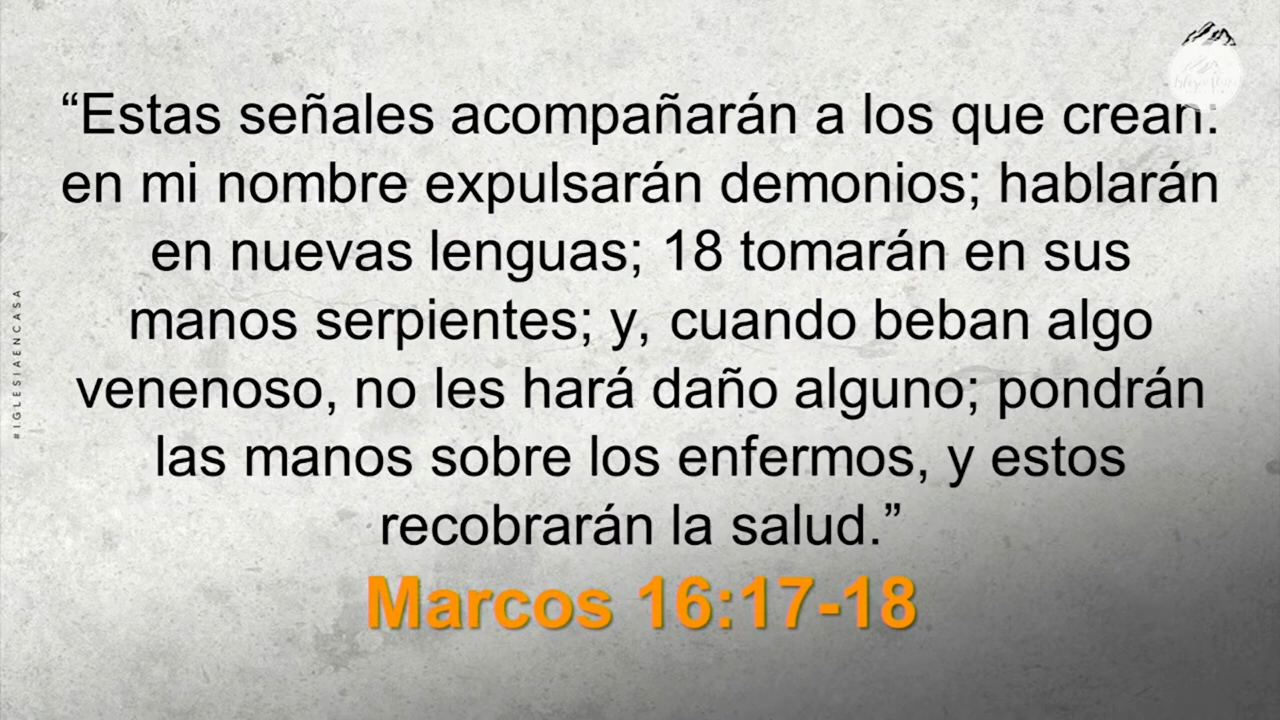 “Estas señales acompañarán a los que crean:
en mi nombre expulsarán demonios; hablarán
en nuevas lenguas; 18 tomarán en sus
manos serpientes; y, cuando beban algo
venenoso, no les hará daño alguno; pondrán
las manos sobre los enfermos, y estos
recobrarán la salud.”
Marcos 16:17-18
#IGLESIAENCASA